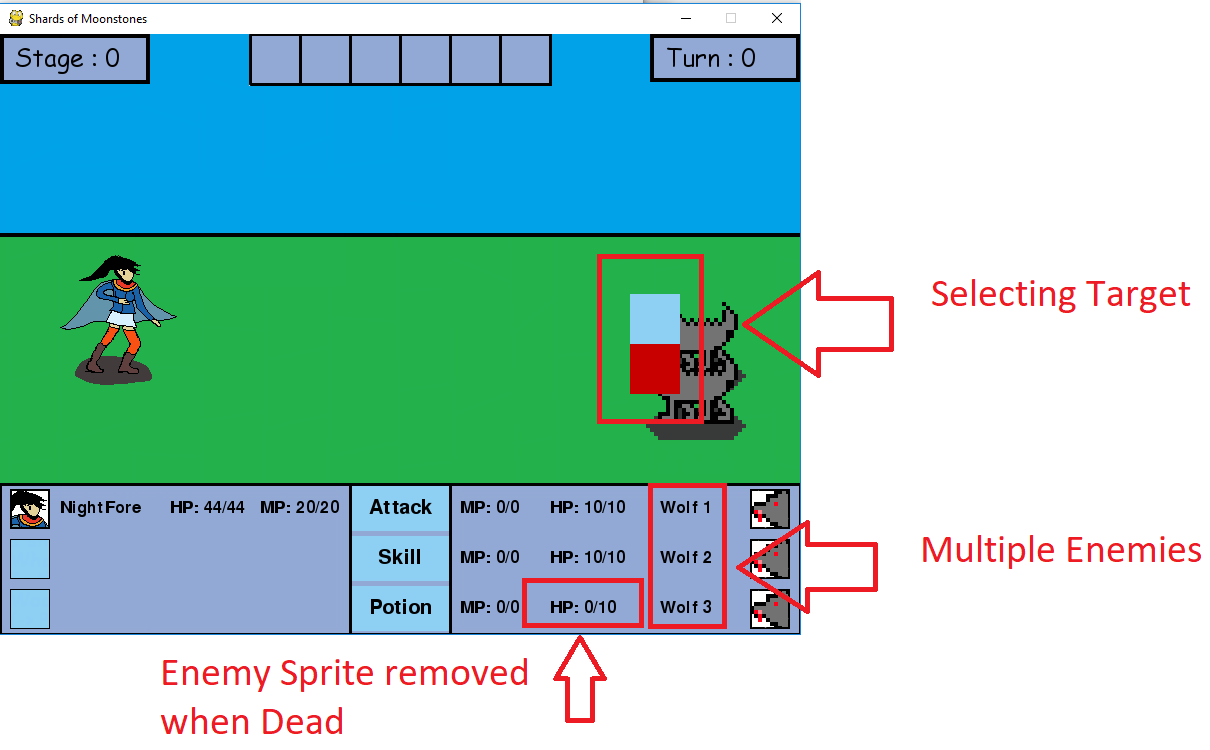 Shards of Moonstones
Stage : 0
Turn : 0
Selecting Target
NightFore HP: 44/44 MP: 20/20
Attack
MP: 0/0 HP: 10/10 Wolf 1
Skill
MP: 0/0 HP: 10/10 Wolf 2
Multiple Enemies
Potion
MP: 0/0 HP: 0/10 Wolf 3
Enemy Sprite removed
when Dead